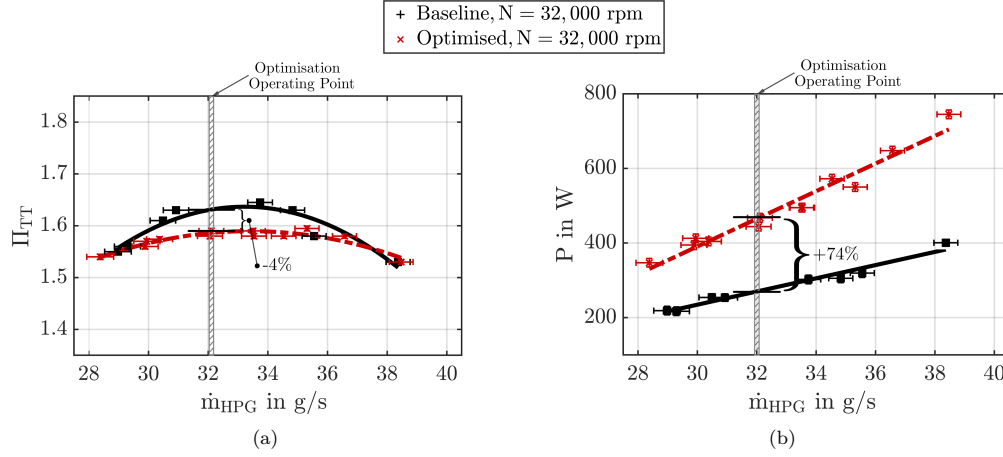 Baseline, N = 32,000 rpm
Optimised, N = 32,000 rpm
Optimisation
Operating Point
1.8
1.7
1.6
1.5
1.4
Π_TT
-4%
28 30 32 34 36 38 40
ṁ_HPG in g/s
(a)
Optimisation
Operating Point
800
600
400
200
P in W
+74%
28 30 32 34 36 38 40
ṁ_HPG in g/s
(b)